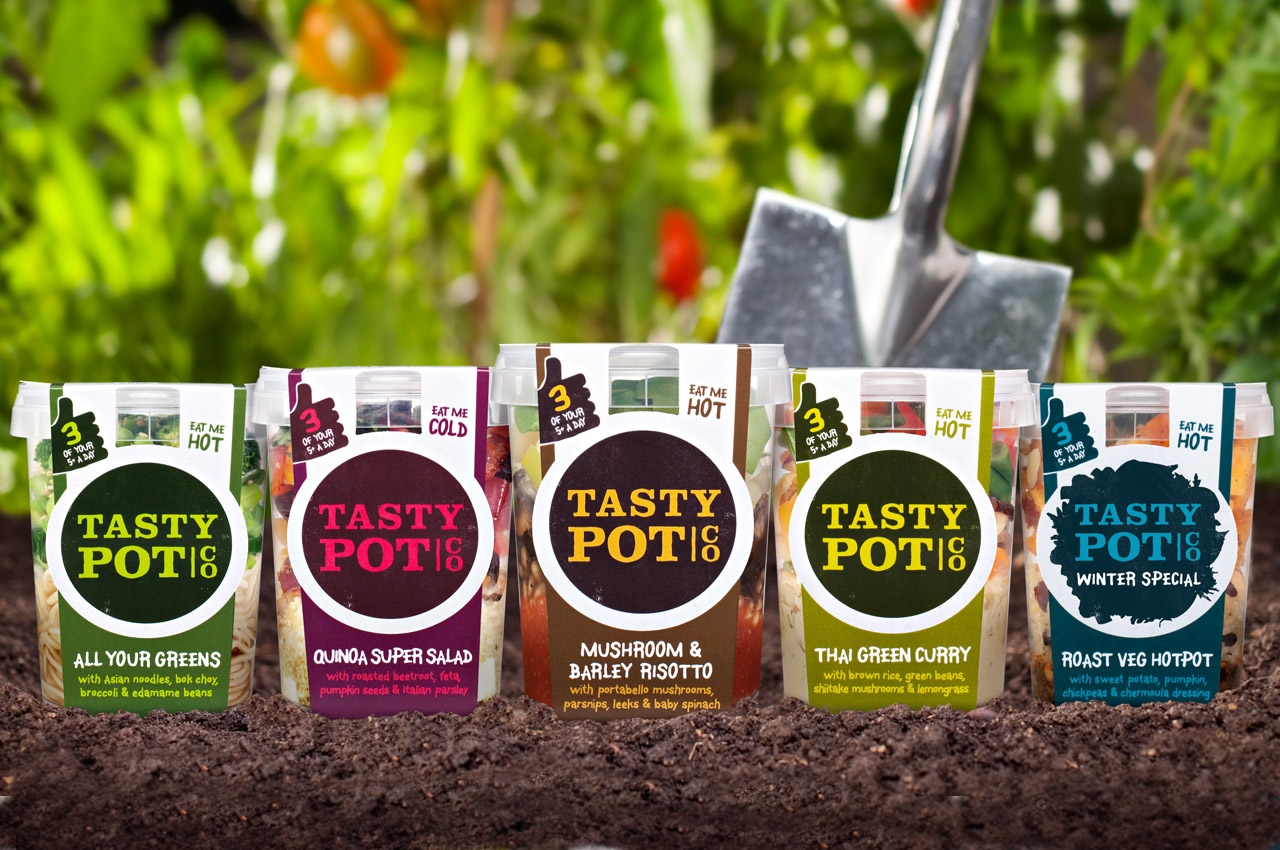 3
OF YOUR
5+ A DAY
EAT ME
HOT
TASTY
POT CO
ALL YOUR GREENS
with Asian noodles, bok choy,
broccoli & edamame beans
3
OF YOUR
5+ A DAY
EAT ME
COLD
TASTY
POT CO
QUINOA SUPER SALAD
with roasted beetroot, feta,
pumpkin seeds & Italian parsley
3
OF YOUR
5+ A DAY
EAT ME
HOT
TASTY
POT CO
MUSHROOM &
BARLEY RISOTTO
with portabello mushrooms,
parsnips, leeks & baby spinach
3
OF YOUR
5+ A DAY
EAT ME
HOT
TASTY
POT CO
THAI GREEN CURRY
with brown rice, green beans,
shiitake mushrooms & lemongrass
3
OF YOUR
5+ A DAY
EAT ME
HOT
TASTY
POT CO
WINTER SPECIAL
ROAST VEG HOTPOT
with sweet potato, pumpkin,
chickpeas & chermoula dressing